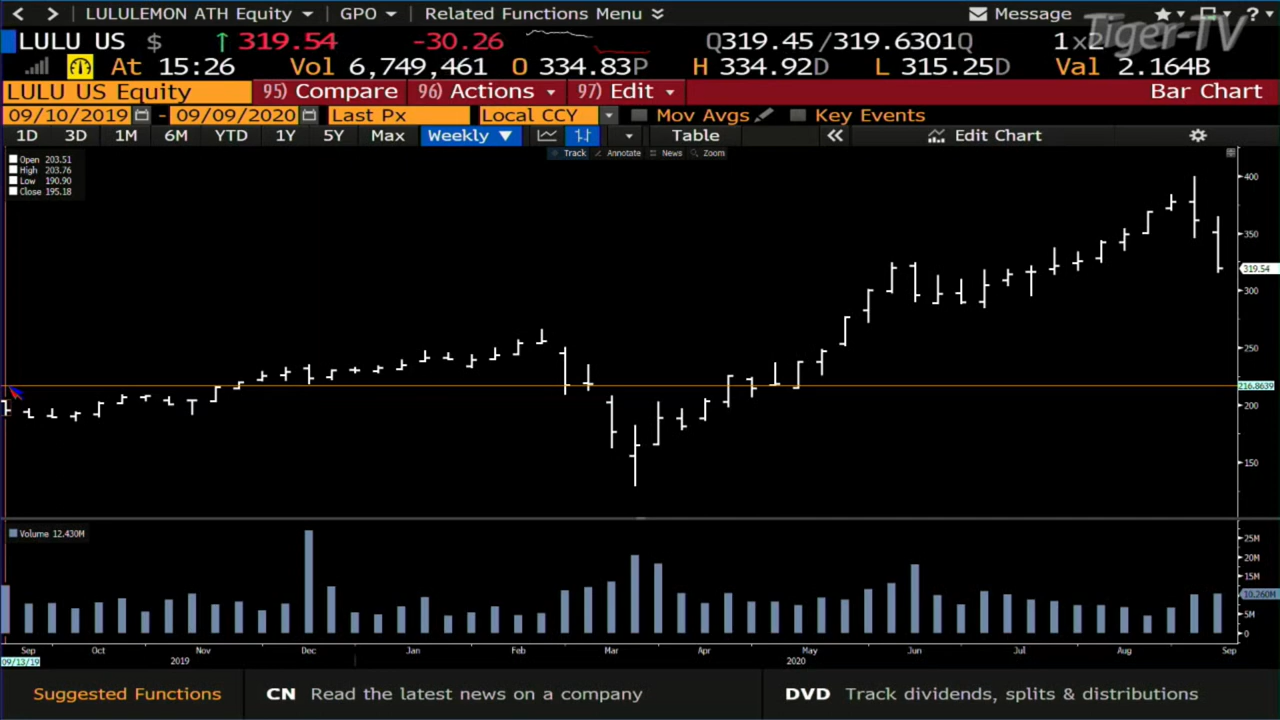 LULULEMON ATH Equity GPO Related Functions Menu Message ?
Tiger-TV
LULU US $ ↑ 319.54 -30.26 Q319.45 /319.6301Q 1 x2
At 15:26 Vol 6,749,461 O 334.83P H 334.92D L 315.25D Val 2.164B
LULU US Equity 95) Compare 96) Actions 97) Edit Bar Chart
09/10/2019 - 09/09/2020 Last Px Local CCY Mov Avgs Key Events
1D 3D 1M 6M YTD 1Y 5Y Max Weekly ▼ Table « Edit Chart
Track Annotate News Zoom
Open 203.51
High 203.76
Low 190.90
Close 195.18
400
350
319.54
300
250
216.8639
200
150
Volume 12.430M
25M
15M
10.260M
5M
0
Sep Oct Nov Dec Jan Feb Mar Apr May Jun Jul Aug Sep
09/13/19 2019 2020
Suggested Functions CN Read the latest news on a company DVD Track dividends, splits & distributions